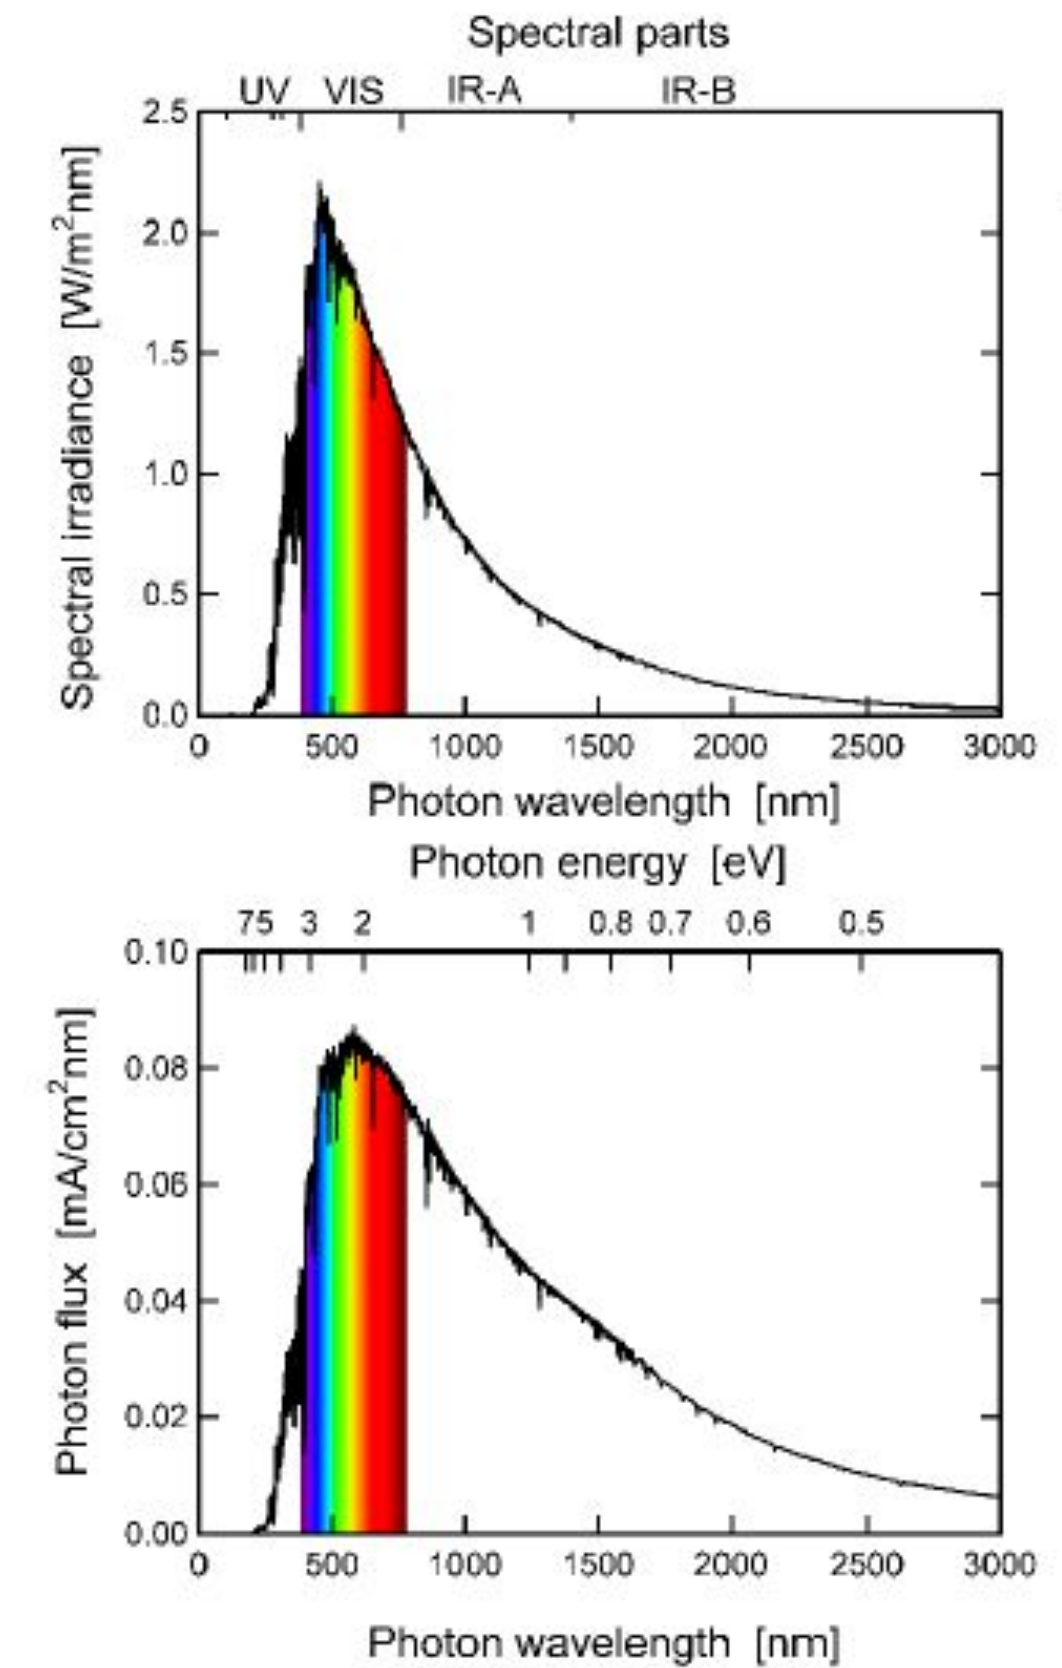 Spectral parts
UV VIS IR-A IR-B
2.5
2.0
1.5
1.0
0.5
0.0
Spectral irradiance [W/m²nm]
0 500 1000 1500 2000 2500 3000
Photon wavelength [nm]
Photon energy [eV]
75 3 2 1 0.8 0.7 0.6 0.5
0.10
0.08
0.06
0.04
0.02
0.00
Photon flux [mA/cm²nm]
0 500 1000 1500 2000 2500 3000
Photon wavelength [nm]